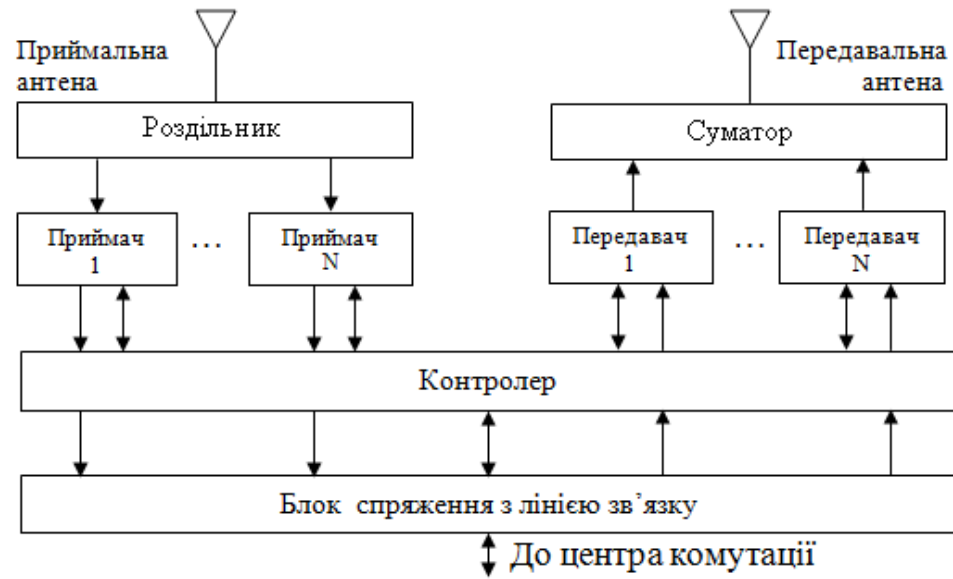 Приймальна
антена
Передавальна
антена
Роздільник
Суматор
Приймач
1
...
Приймач
N
Передавач
1
...
Передавач
N
Контролер
Блок спряження з лінією зв’язку
До центра комутації